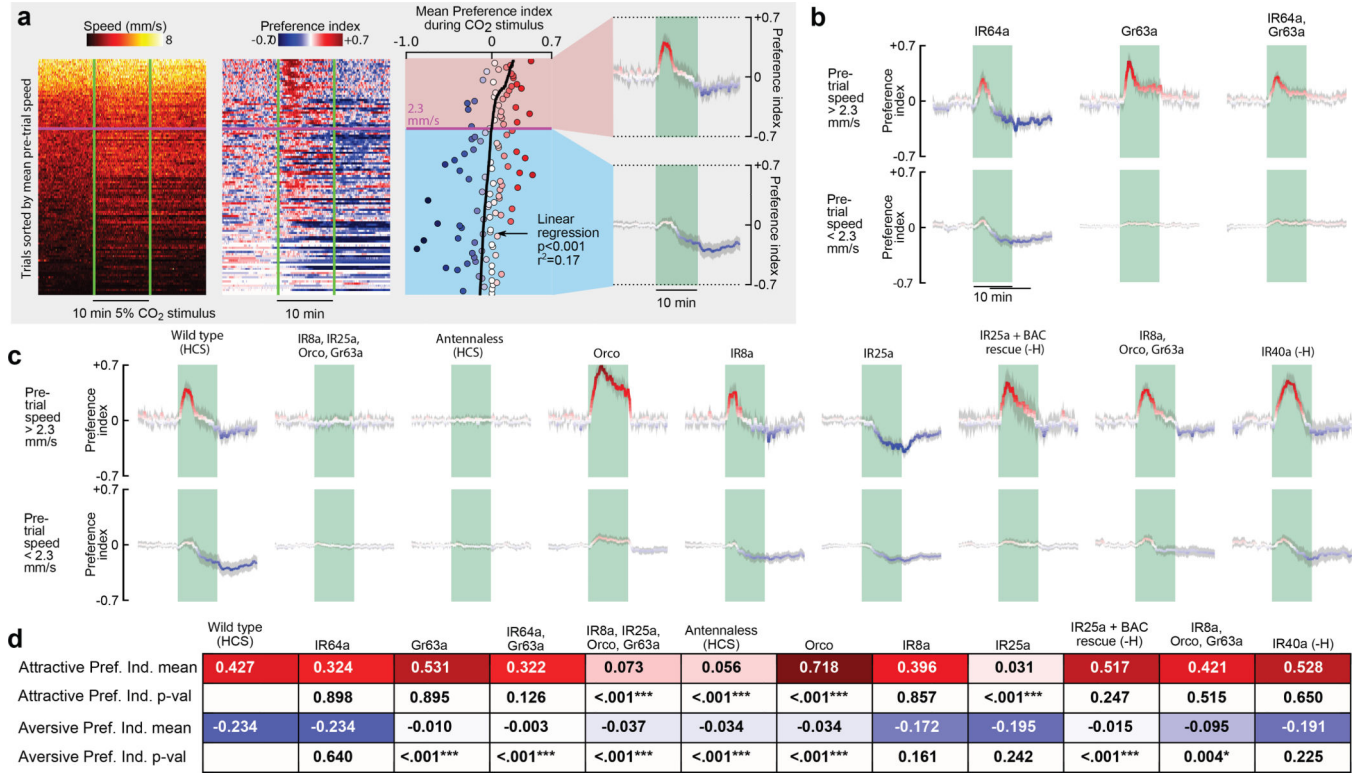 a
Speed (mm/s)
<1
8
Preference index
-0.7
0
+0.7
Mean Preference index
during CO2 stimulus
-1.0
0
0.7
Trials sorted by mean pre-trial speed
2.3
mm/s
Linear
regression
p<0.001
r2=0.17
10 min 5% CO2 stimulus
10 min
+0.7
0
-0.7
Preference index
+0.7
0
-0.7
Preference index
10 min
b
IR64a
Gr63a
IR64a,
Gr63a
Pre-
trial
speed
> 2.3
mm/s
Preference
index
+0.7
0
-0.7
Pre-
trial
speed
< 2.3
mm/s
Preference
index
+0.7
0
-0.7
10 min
c
Wild type
(HCS)
IR8a, IR25a,
Orco, Gr63a
Antennaless
(HCS)
Orco
IR8a
IR25a
IR25a + BAC
rescue (-H)
IR8a,
Orco, Gr63a
IR40a (-H)
Pre-
trial
speed
> 2.3
mm/s
Preference
index
+0.7
0
-0.7
Pre-
trial
speed
< 2.3
mm/s
Preference
index
+0.7
0
-0.7
d
Wild type
(HCS)
IR64a
Gr63a
IR64a,
Gr63a
IR8a, IR25a,
Orco, Gr63a
Antennaless
(HCS)
Orco
IR8a
IR25a
IR25a + BAC
rescue (-H)
IR8a,
Orco, Gr63a
IR40a (-H)
Attractive Pref. Ind. mean 0.427 0.324 0.531 0.322 0.073 0.056 0.718 0.396 0.031 0.517 0.421 0.528
Attractive Pref. Ind. p-val 0.898 0.895 0.126 <.001*** <.001*** <.001*** 0.857 <.001*** 0.247 0.515 0.650
Aversive Pref. Ind. mean -0.234 -0.234 -0.010 -0.003 -0.037 -0.034 -0.034 -0.172 -0.195 -0.015 -0.095 -0.191
Aversive Pref. Ind. p-val 0.640 <.001*** <.001*** <.001*** <.001*** <.001*** 0.161 0.242 <.001*** 0.004* 0.225